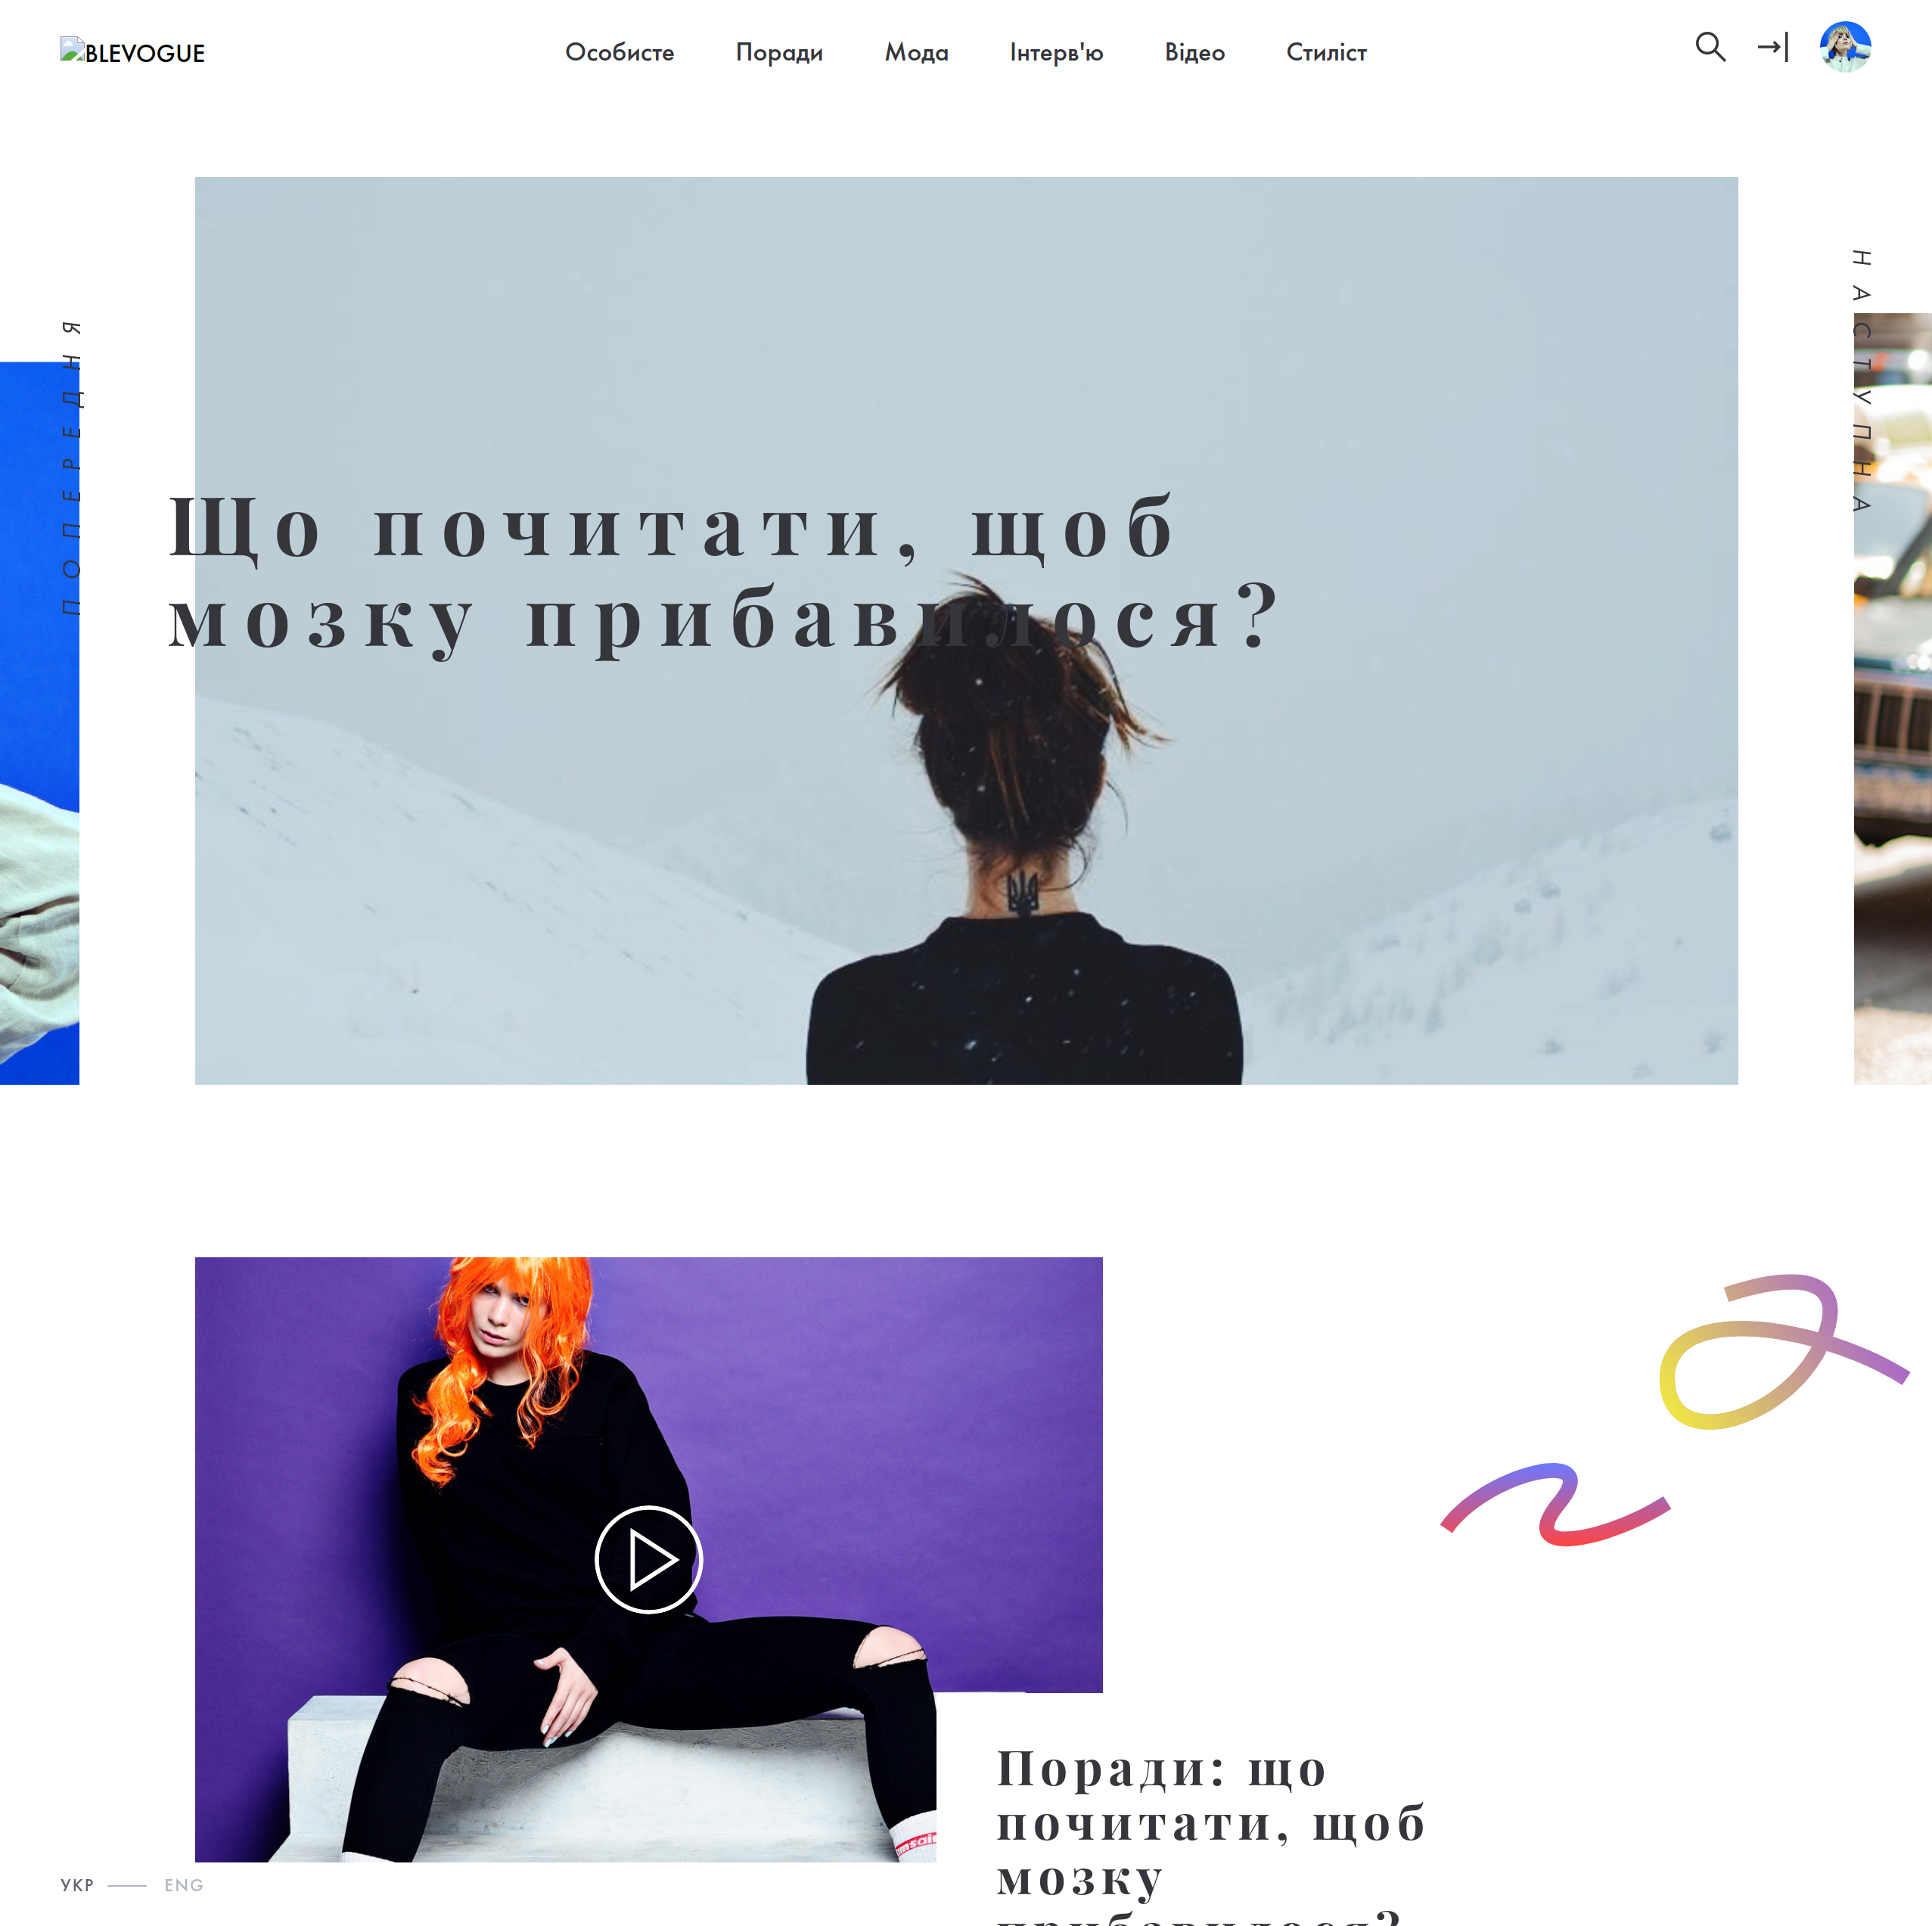 BLEVOGUE
Особисте
Поради
Мода
Інтерв'ю
Відео
Стиліст
ПОПЕРЕДНЯ
НАСТУПНА
Що почитати, щоб
мозку прибавилося?
Поради: що
почитати, щоб
мозку
прибавилося?
УКР
ENG